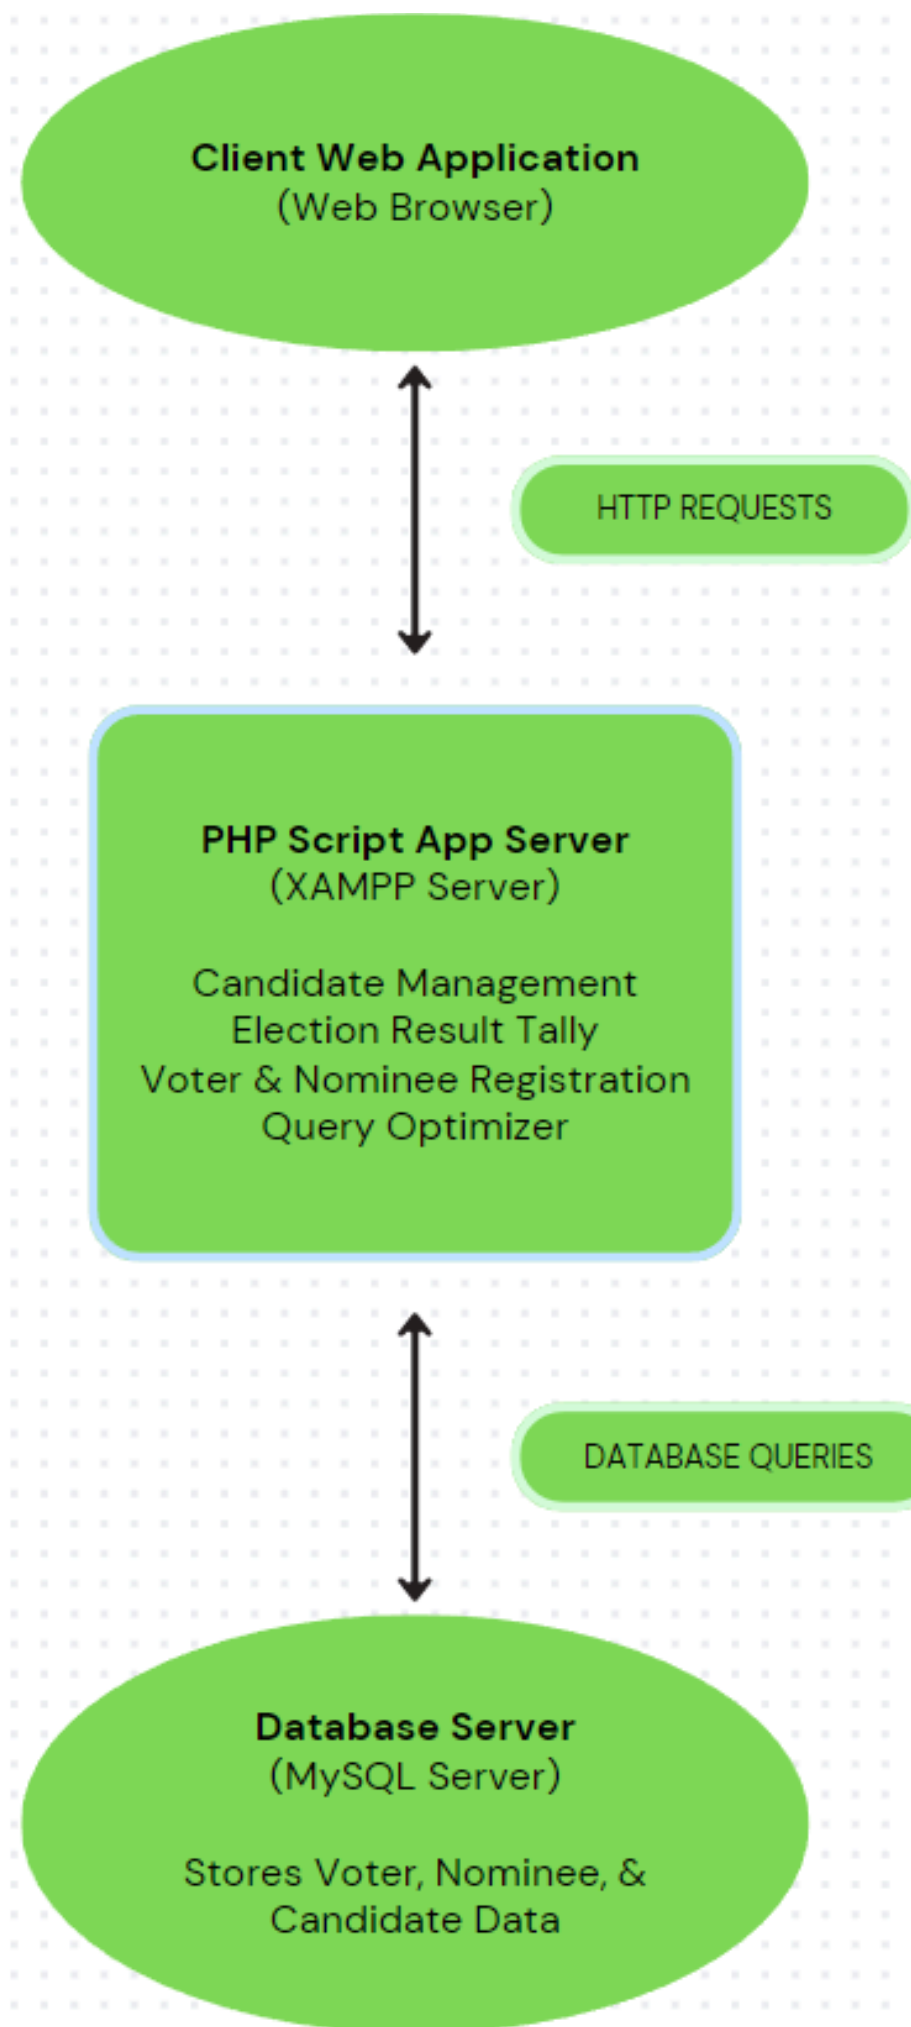 Client Web Application
(Web Browser)
HTTP REQUESTS
PHP Script App Server
(XAMPP Server)
Candidate Management
Election Result Tally
Voter & Nominee Registration
Query Optimizer
DATABASE QUERIES
Database Server
(MySQL Server)
Stores Voter, Nominee, &
Candidate Data